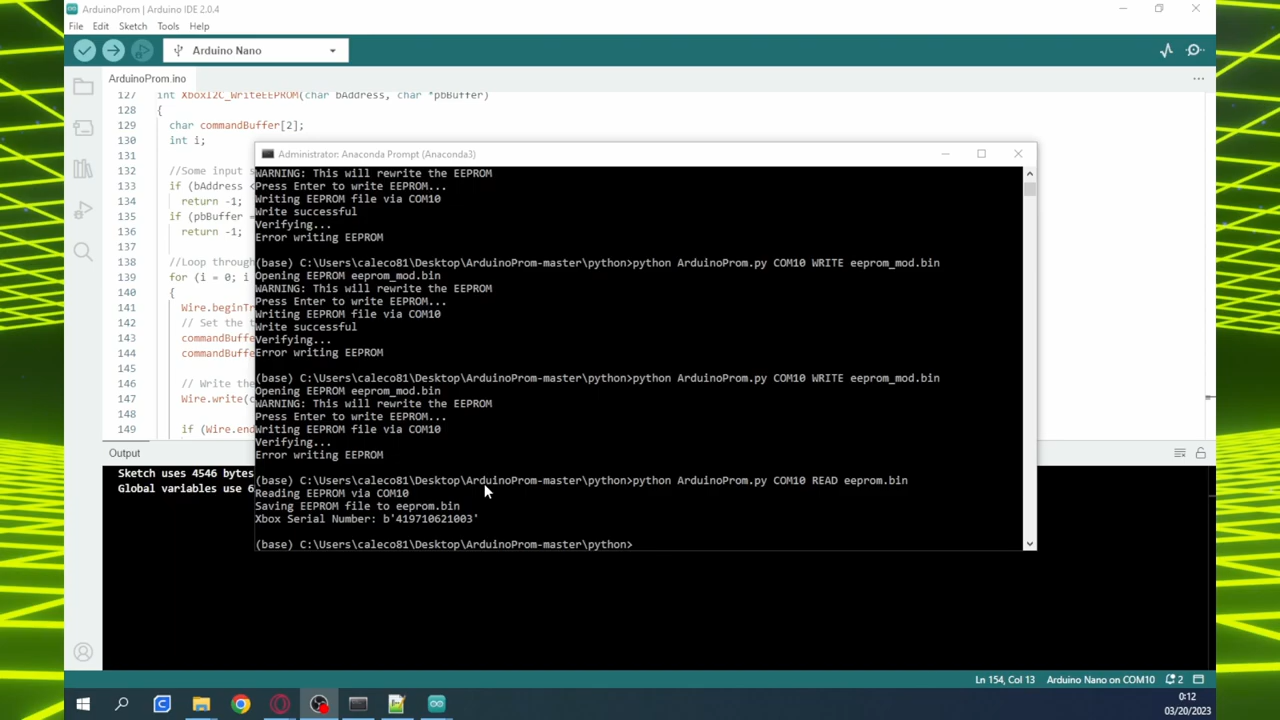 ArduinoProm | Arduino IDE 2.0.4
File Edit Sketch Tools Help
Arduino Nano
ArduinoProm.ino
127 int XboxI2C_WriteEEPROM(char bAddress, char *pbBuffer)
128 {
129 char commandBuffer[2];
130 int i;
131
132 //Some input
133 if (bAddress
134 return -1;
135 if (pbBuffer
136 return -1;
137
138 //Loop through
139 for (i = 0; i
140 {
141 Wire.beginTr
142 // Set the
143 commandBuffe
144 commandBuffe
145
146 // Write the
147 Wire.write(c
148
149 if (Wire.end
Administrator: Anaconda Prompt (Anaconda3)
WARNING: This will rewrite the EEPROM
Press Enter to write EEPROM...
Writing EEPROM file via COM10
Write successful
Verifying...
Error writing EEPROM
(base) C:\Users\caleco81\Desktop\ArduinoProm-master\python>python ArduinoProm.py COM10 WRITE eeprom_mod.bin
Opening EEPROM eeprom_mod.bin
WARNING: This will rewrite the EEPROM
Press Enter to write EEPROM...
Writing EEPROM file via COM10
Write successful
Verifying...
Error writing EEPROM
(base) C:\Users\caleco81\Desktop\ArduinoProm-master\python>python ArduinoProm.py COM10 WRITE eeprom_mod.bin
Opening EEPROM eeprom_mod.bin
WARNING: This will rewrite the EEPROM
Press Enter to write EEPROM...
Writing EEPROM file via COM10
Verifying...
Error writing EEPROM
(base) C:\Users\caleco81\Desktop\ArduinoProm-master\python>python ArduinoProm.py COM10 READ eeprom.bin
Reading EEPROM via COM10
Saving EEPROM file to eeprom.bin
Xbox Serial Number: b'419710621003'
(base) C:\Users\caleco81\Desktop\ArduinoProm-master\python>
Output
Sketch uses 4546 bytes
Global variables use 6
Ln 154, Col 13 Arduino Nano on COM10 2
0:12
03/20/2023